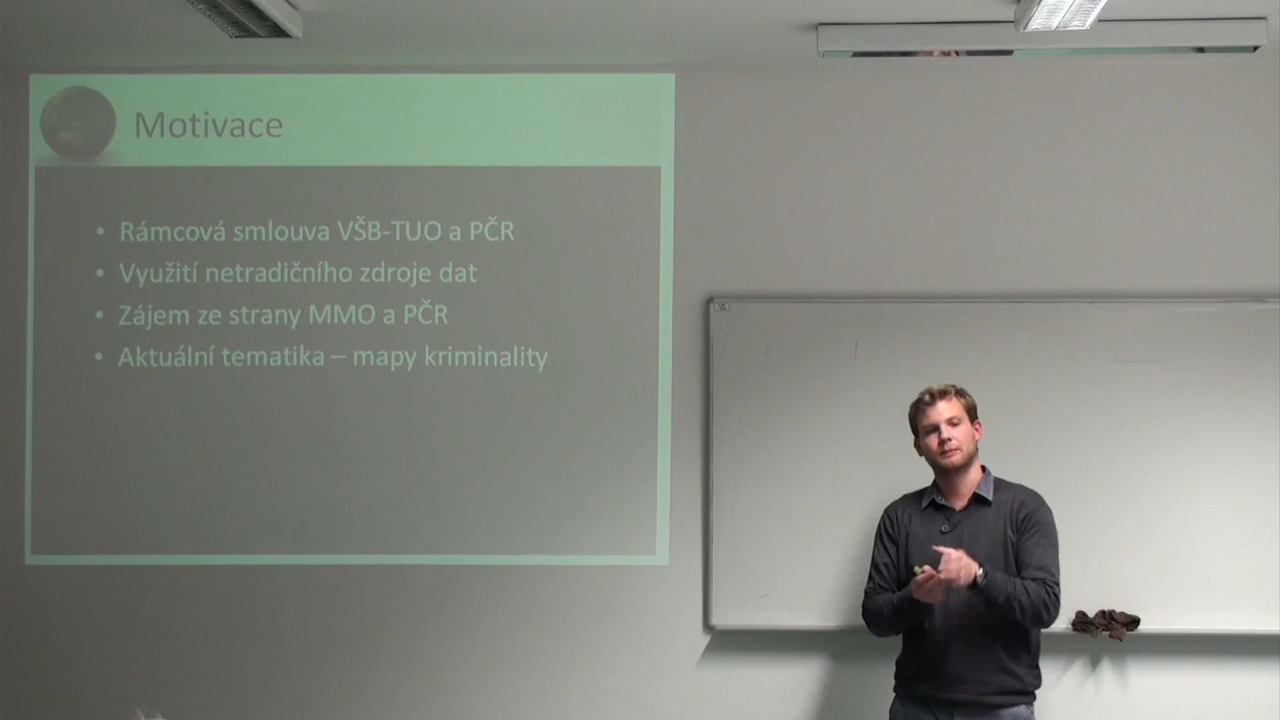 Motivace
• Rámcová smlouva VŠB-TUO a PČR
• Využití netradičního zdroje dat
• Zájem ze strany MMO a PČR
• Aktuální tematika – mapy kriminality